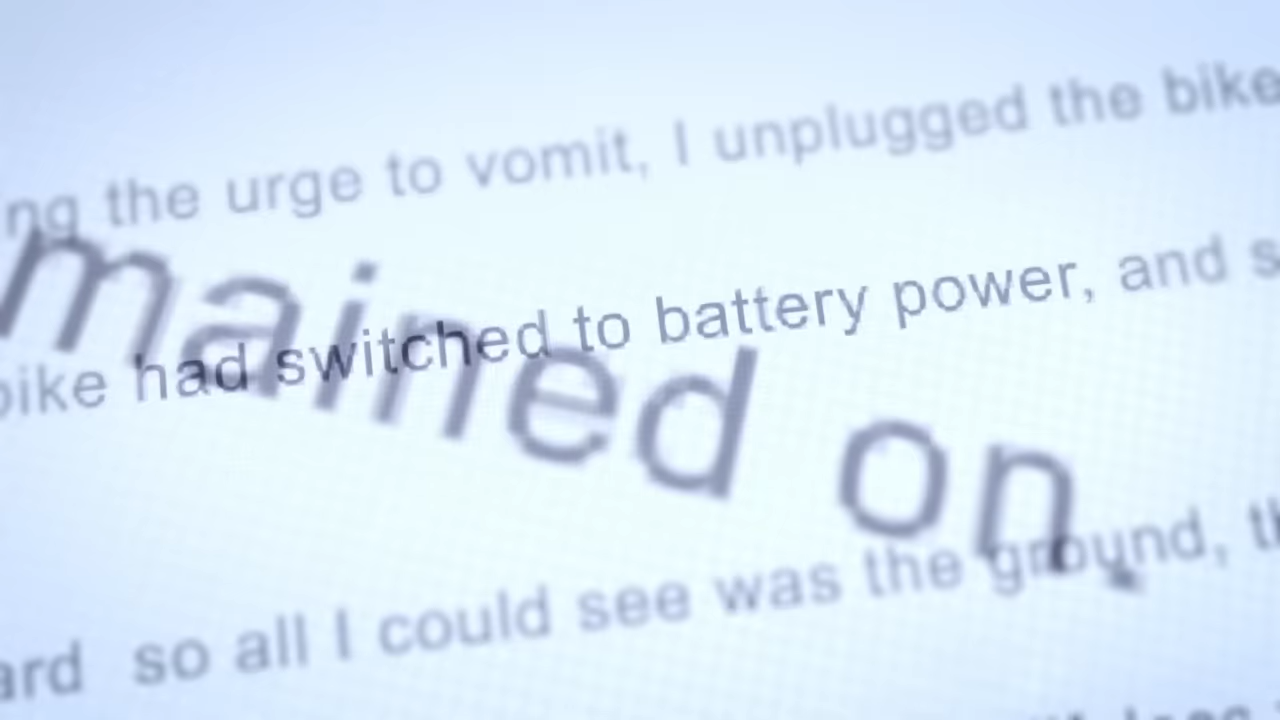 ng the urge to vomit, I unplugged the bike
mained on.
bike had switched to battery power, and s
ard so all I could see was the ground, th